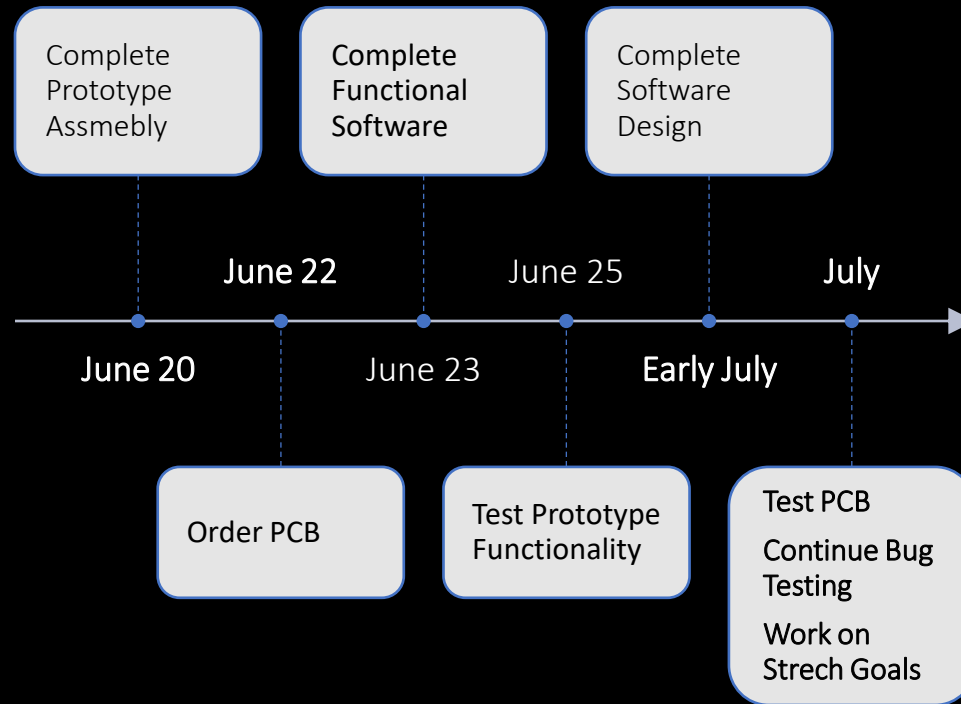 Complete
Prototype
Assmebly
Complete
Functional
Software
Complete
Software
Design
June 22
June 25
July
June 20
June 23
Early July
Order PCB
Test Prototype
Functionality
Test PCB
Continue Bug
Testing
Work on
Strech Goals